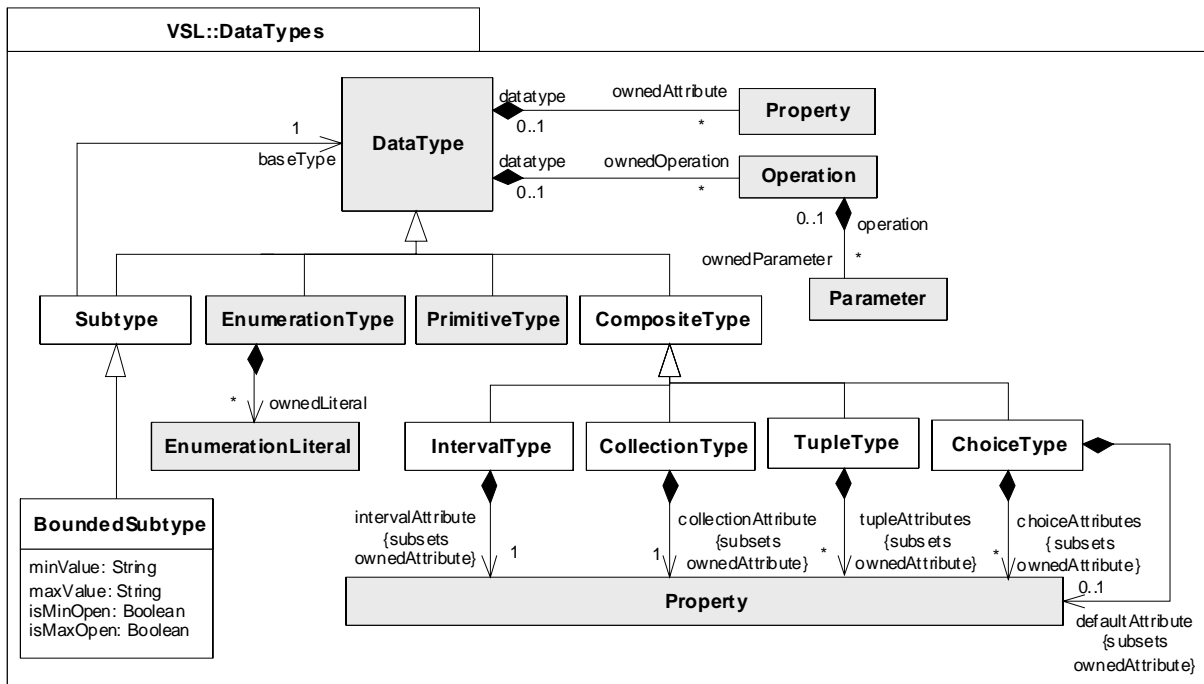 VSL::DataTypes
DataType
datatype
0..1
ownedAttribute
*
Property
datatype
0..1
ownedOperation
*
Operation
1
baseType
0..1
operation
ownedParameter
*
Parameter
Subtype
EnumerationType
PrimitiveType
CompositeType
*
ownedLiteral
EnumerationLiteral
IntervalType
CollectionType
TupleType
ChoiceType
BoundedSubtype
minValue: String
maxValue: String
isMinOpen: Boolean
isMaxOpen: Boolean
intervalAttribute
{subsets
ownedAttribute}
1
collectionAttribute
{subsets
ownedAttribute}
1
tupleAttributes
{subsets
ownedAttribute}
*
choiceAttributes
{ subsets
ownedAttribute}
*
0..1
defaultAttribute
{subsets
ownedAttribute}
Property